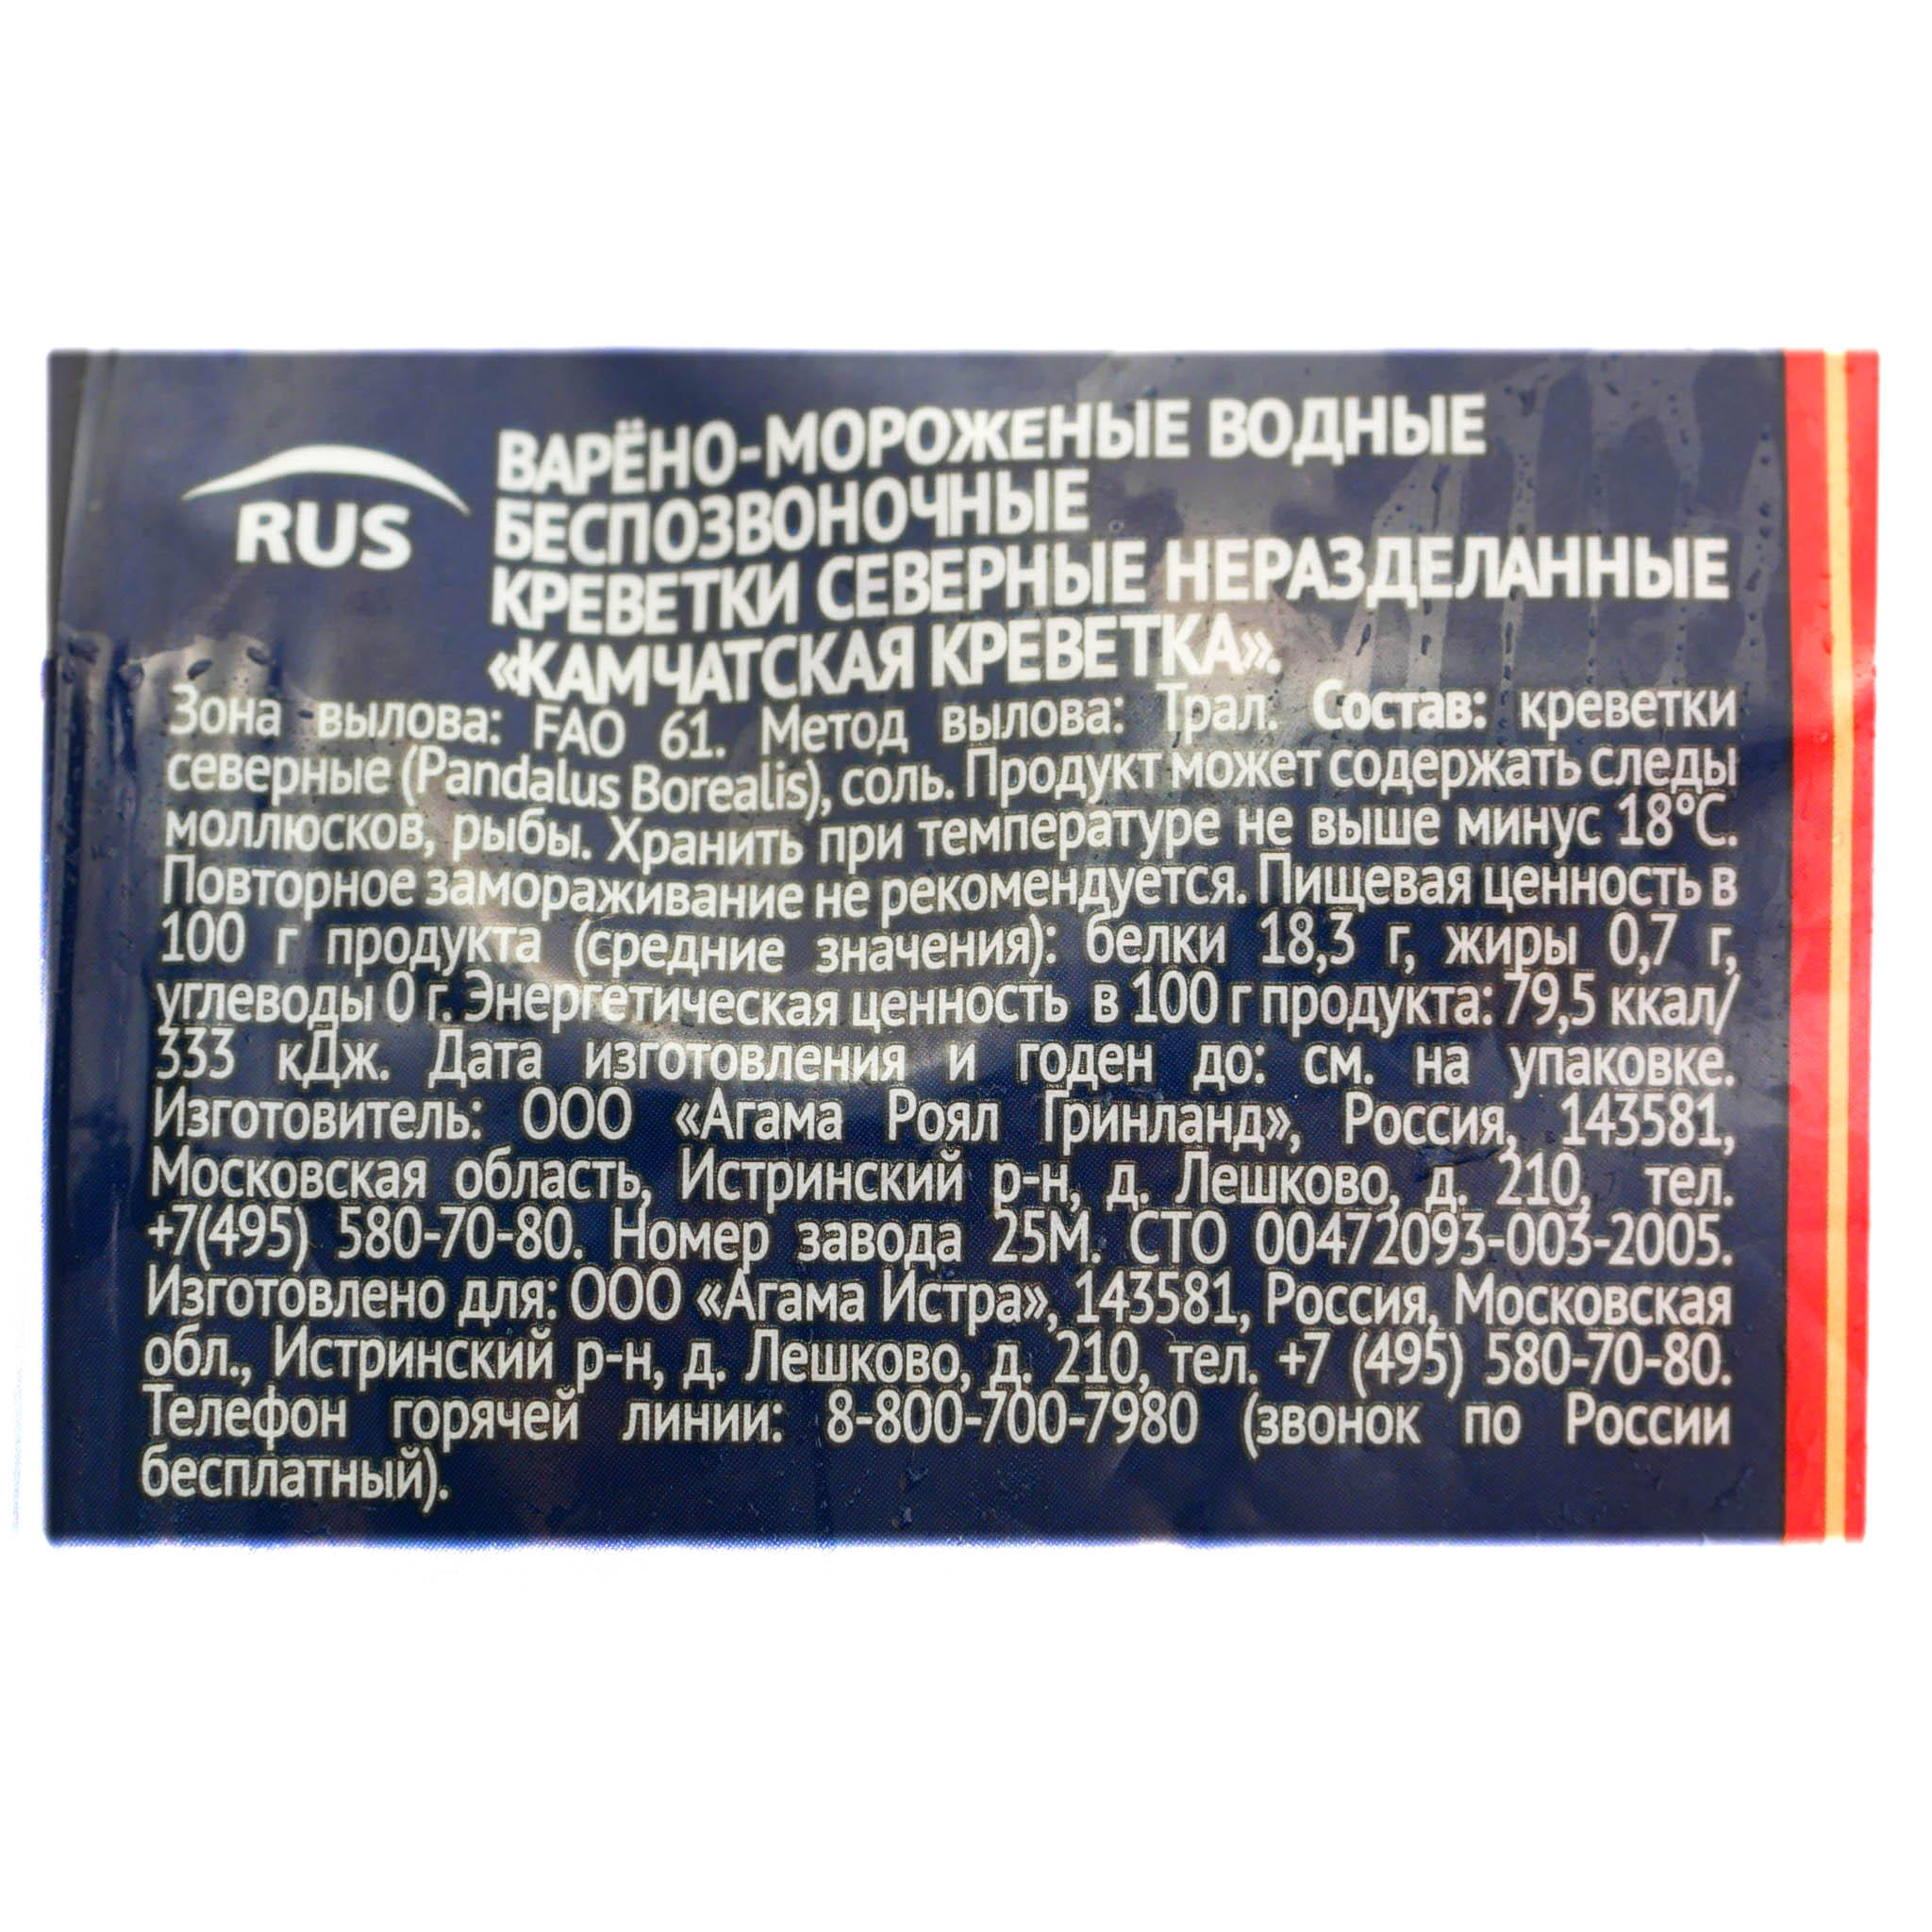 RUS
ВАРЁНО-МОРОЖЕНЫЕ ВОДНЫЕ
БЕСПОЗВОНОЧНЫЕ
КРЕВЕТКИ СЕВЕРНЫЕ НЕРАЗДЕЛАННЫЕ
«КАМЧАТСКАЯ КРЕВЕТКА».
Зона вылова: FAO 61. Метод вылова: Трал. Состав: креветки
северные (Pandalus Borealis), соль. Продукт может содержать следы
моллюсков, рыбы. Хранить при температуре не выше минус 18°С.
Повторное замораживание не рекомендуется. Пищевая ценность в
100 г продукта (средние значения): белки 18,3 г, жиры 0,7 г,
углеводы 0 г. Энергетическая ценность в 100 г продукта: 79,5 ккал/
333 кДж. Дата изготовления и годен до: см. на упаковке.
Изготовитель: ООО «Агама Роял Гринланд», Россия, 143581,
Московская область, Истринский р-н, д. Лешково, д. 210, тел.
+7(495) 580-70-80. Номер завода 25М. СТО 00472093-003-2005.
Изготовлено для: ООО «Агама Истра», 143581, Россия, Московская
обл., Истринский р-н, д. Лешково, д. 210, тел. +7 (495) 580-70-80.
Телефон горячей линии: 8-800-700-7980 (звонок по России
бесплатный).